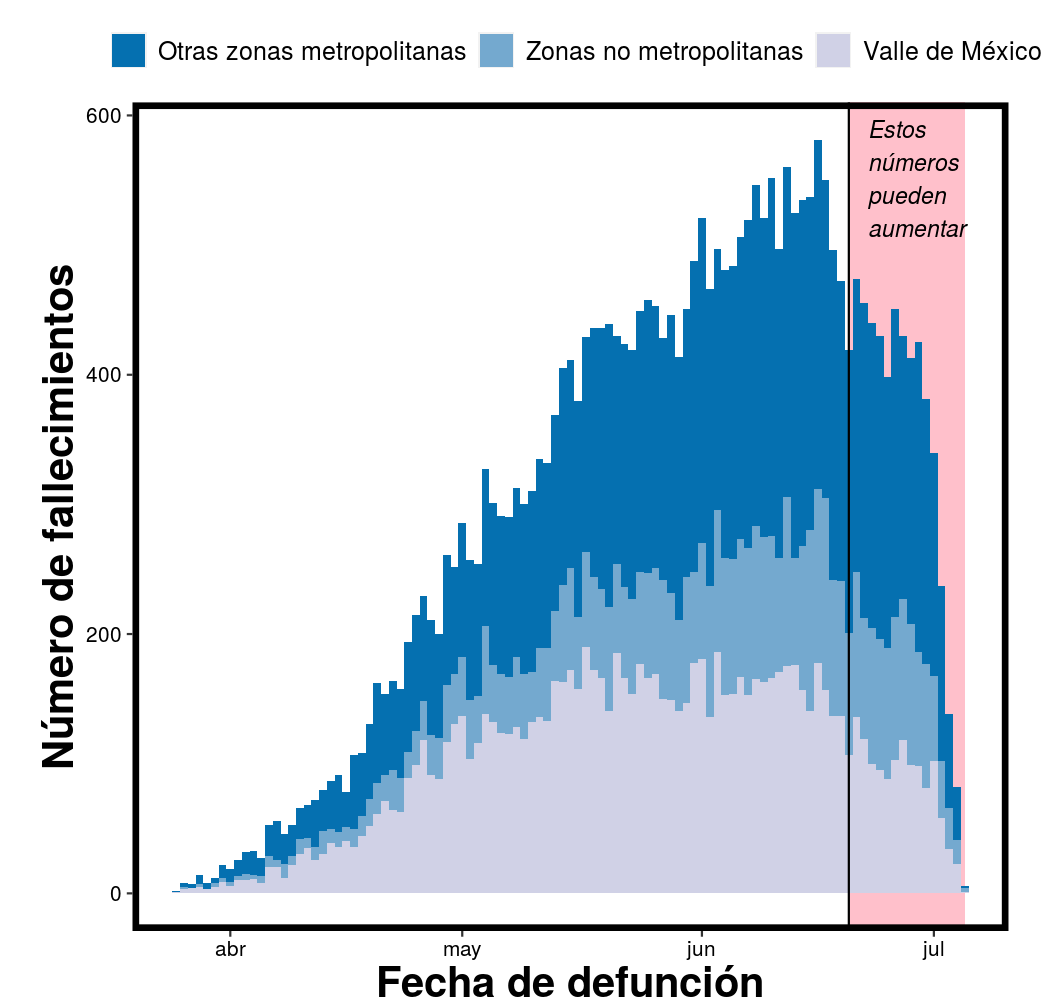 Otras zonas metropolitanas Zonas no metropolitanas Valle de México
600
Estos
números
pueden
aumentar
400
200
0
Número de fallecimientos
abr may jun jul
Fecha de defunción